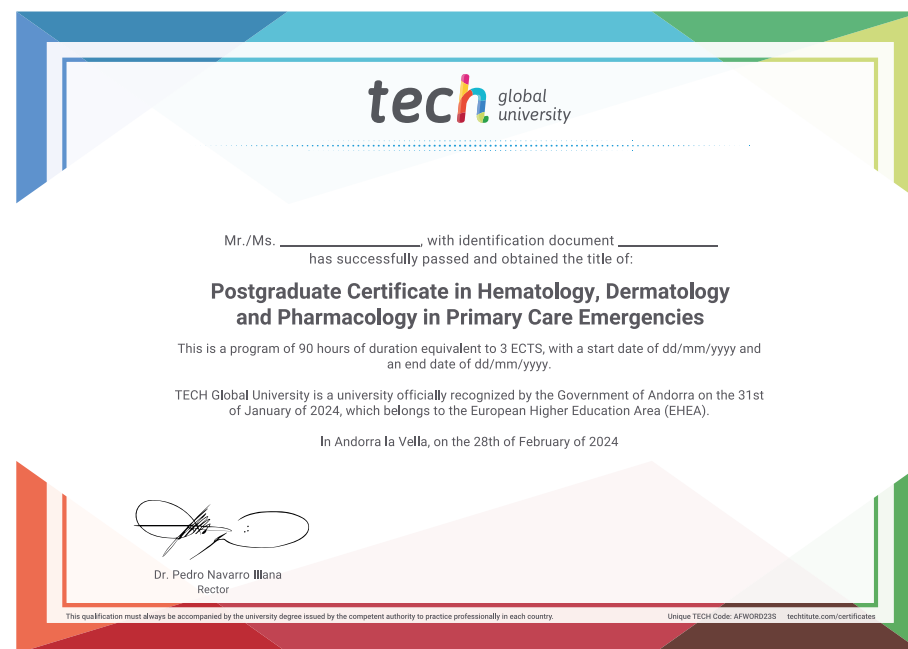 tech global
university
Mr./Ms. ____________, with identification document ____________
has successfully passed and obtained the title of:
Postgraduate Certificate in Hematology, Dermatology
and Pharmacology in Primary Care Emergencies
This is a program of 90 hours of duration equivalent to 3 ECTS, with a start date of dd/mm/yyyy and
an end date of dd/mm/yyyy.
TECH Global University is a university officially recognized by the Government of Andorra on the 31st
of January of 2024, which belongs to the European Higher Education Area (EHEA).
In Andorra la Vella, on the 28th of February of 2024
Dr. Pedro Navarro Illana
Rector
This qualification must always be accompanied by the university degree issued by the competent authority to practice professionally in each country. Unique TECH Code: AFWORD23S techtitute.com/certificates